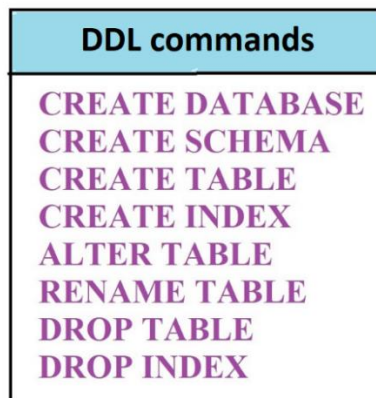 DDL commands
CREATE DATABASE
CREATE SCHEMA
CREATE TABLE
CREATE INDEX
ALTER TABLE
RENAME TABLE
DROP TABLE
DROP INDEX